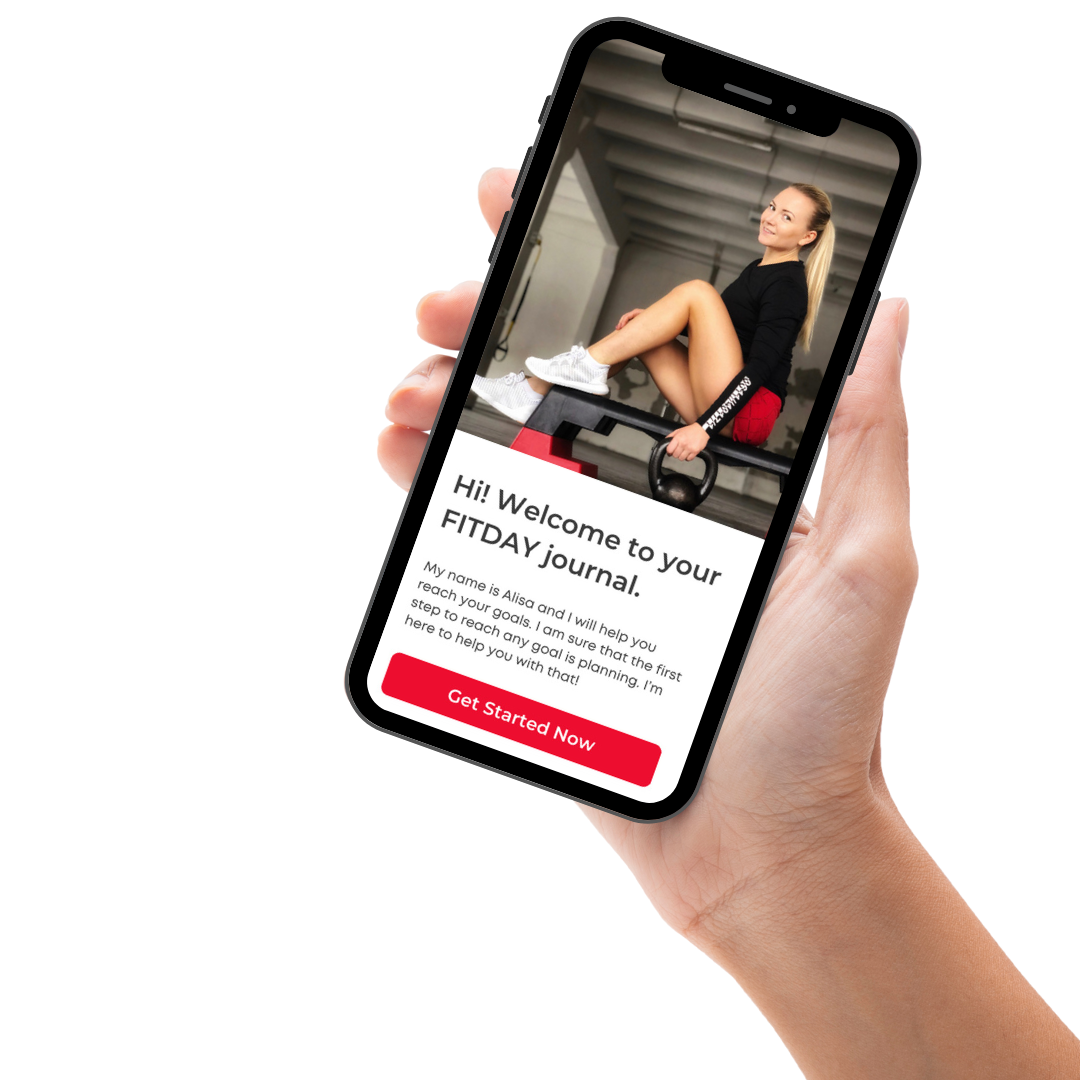 Hi! Welcome to your
FITDAY journal.
My name is Alisa and I will help you
reach your goals. I am sure that the first
step to reach any goal is planning. I'm
here to help you with that!
Get Started Now